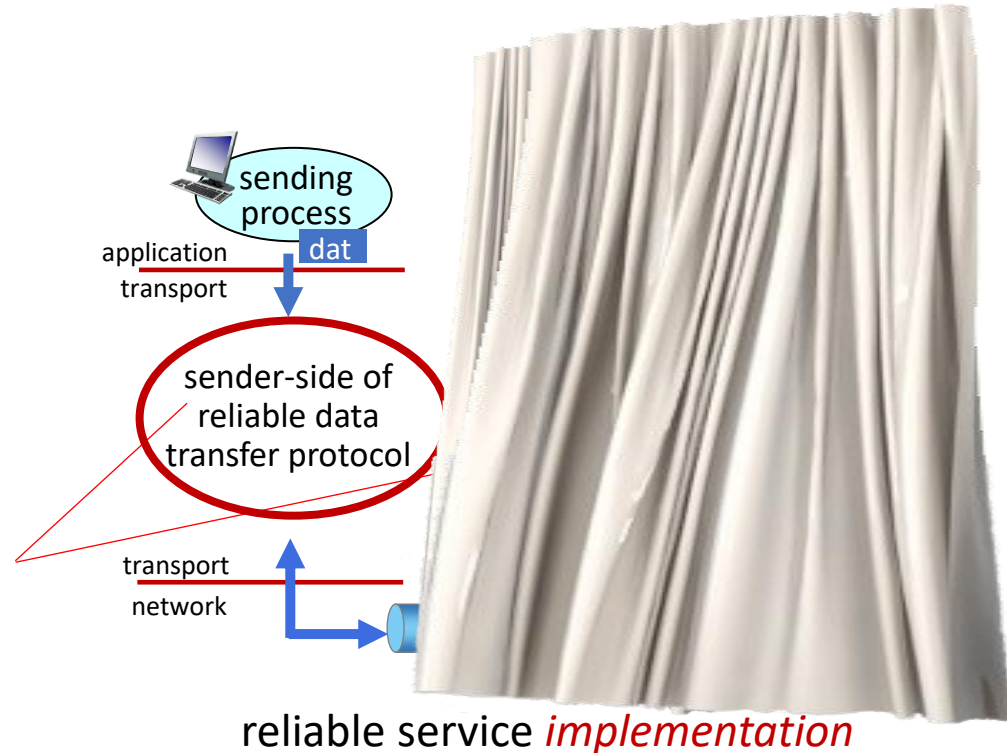 sending
process
dat
application
transport
sender-side of
reliable data
transfer protocol
transport
network
reliable service implementation